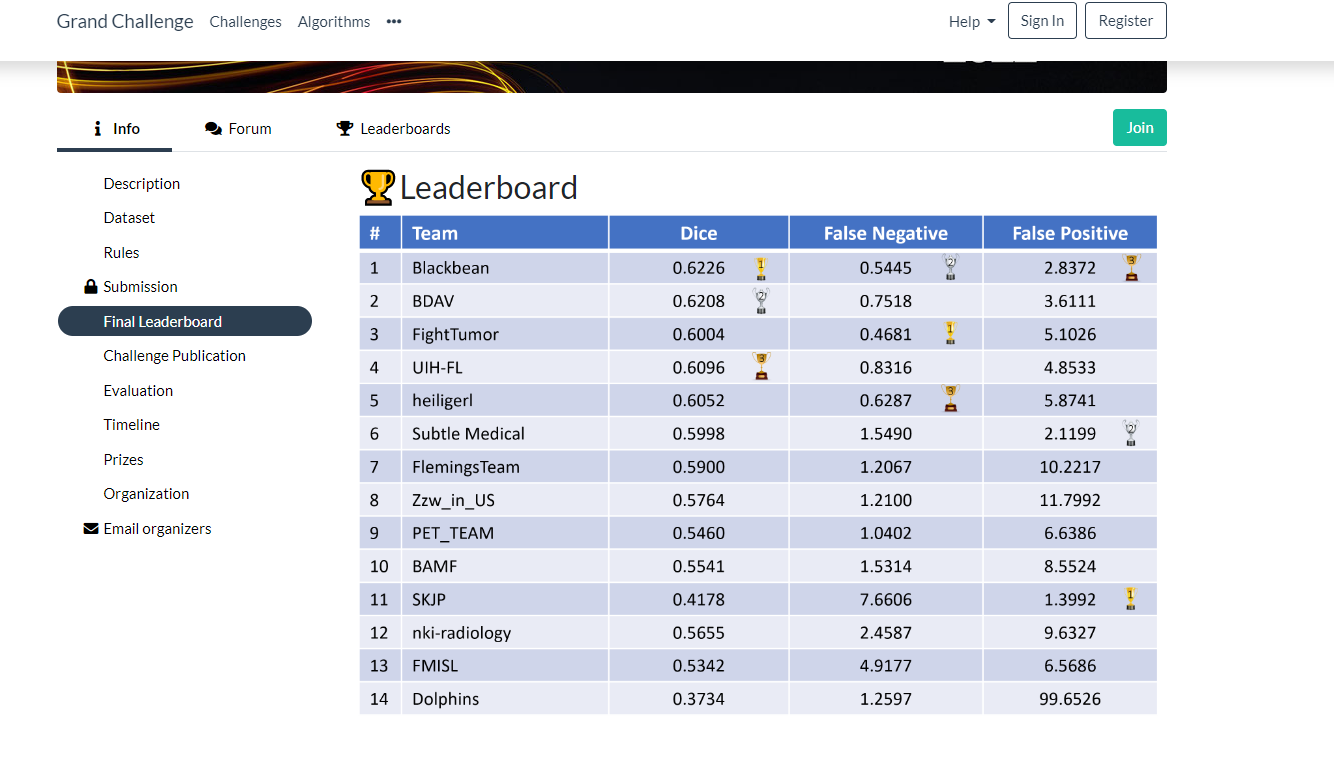 Grand Challenge Challenges Algorithms ••• Help Sign In Register
Info Forum Leaderboards Join
Description
Dataset
Rules
Submission
Final Leaderboard
Challenge Publication
Evaluation
Timeline
Prizes
Organization
Email organizers
Leaderboard
# Team Dice False Negative False Positive
1 Blackbean 0.6226 1 0.5445 2 2.8372 3
2 BDAV 0.6208 2 0.7518 3.6111
3 FightTumor 0.6004 0.4681 1 5.1026
4 UIH-FL 0.6096 3 0.8316 4.8533
5 heiligerl 0.6052 0.6287 3 5.8741
6 Subtle Medical 0.5998 1.5490 2.1199 2
7 FlemingsTeam 0.5900 1.2067 10.2217
8 Zzw_in_US 0.5764 1.2100 11.7992
9 PET_TEAM 0.5460 1.0402 6.6386
10 BAMF 0.5541 1.5314 8.5524
11 SKJP 0.4178 7.6606 1.3992 1
12 nki-radiology 0.5655 2.4587 9.6327
13 FMISL 0.5342 4.9177 6.5686
14 Dolphins 0.3734 1.2597 99.6526